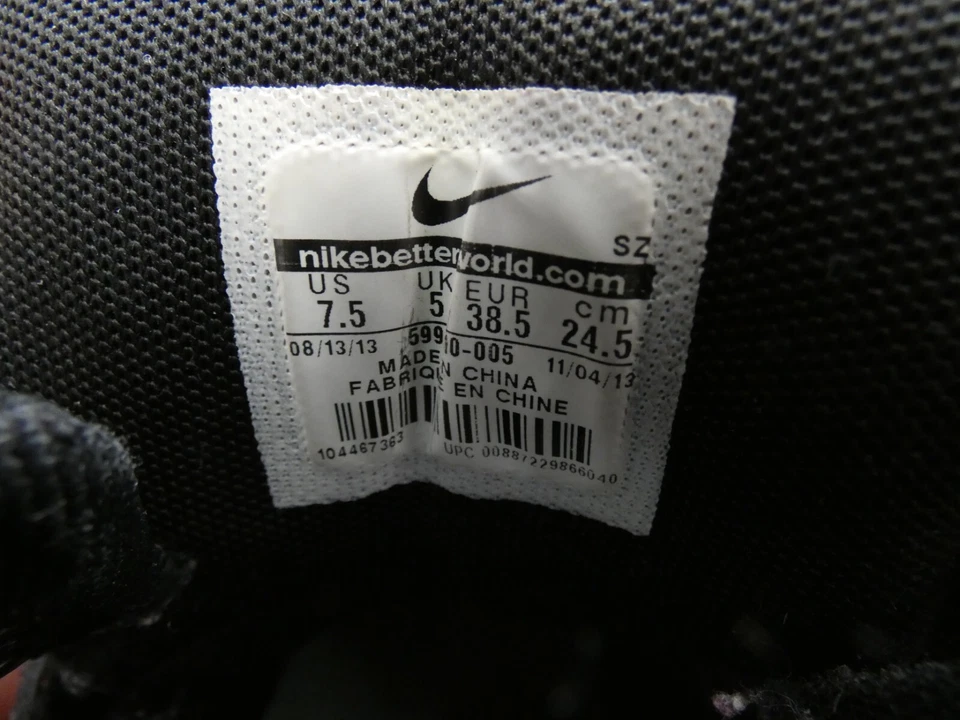 SZ
nikebetterworld.com
US UK EUR cm
7.5 5 38.5 24.5
08/13/13 11/04/13
MADE IN CHINA
FABRIQUÉ EN CHINE
104467363 UPC 00887229866040